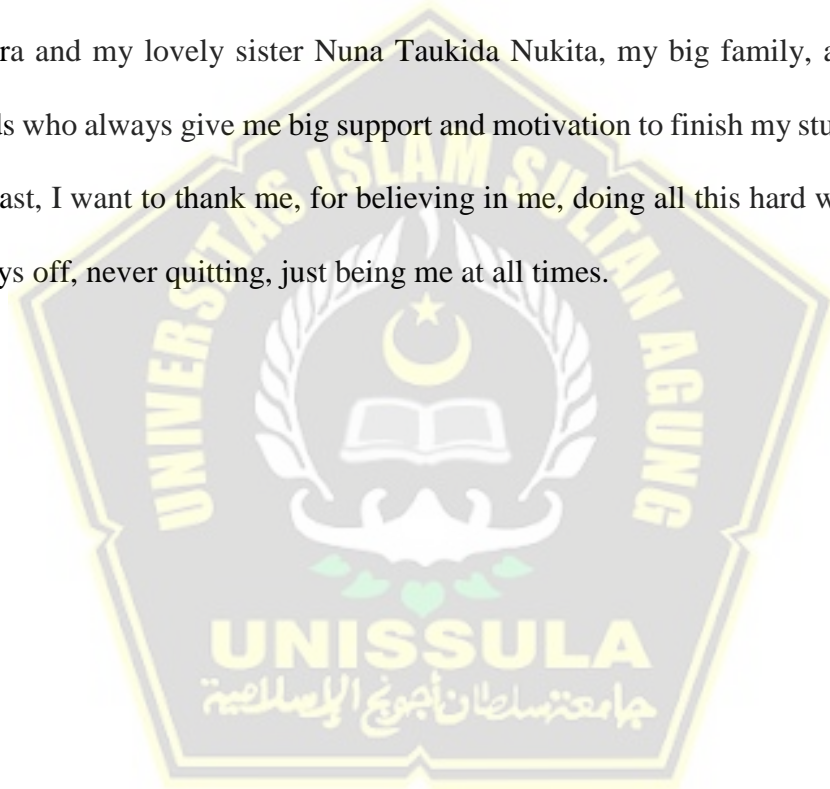 ra and my lovely sister Nuna Taukida Nukita, my big family, a
ds who always give me big support and motivation to finish my stu
ast, I want to thank me, for believing in me, doing all this hard w
ys off, never quitting, just being me at all times.
UNIVERSITAS ISLAM SULTAN AGUNG
UNISSULA
جامعة سلطان أجونج الإسلامية